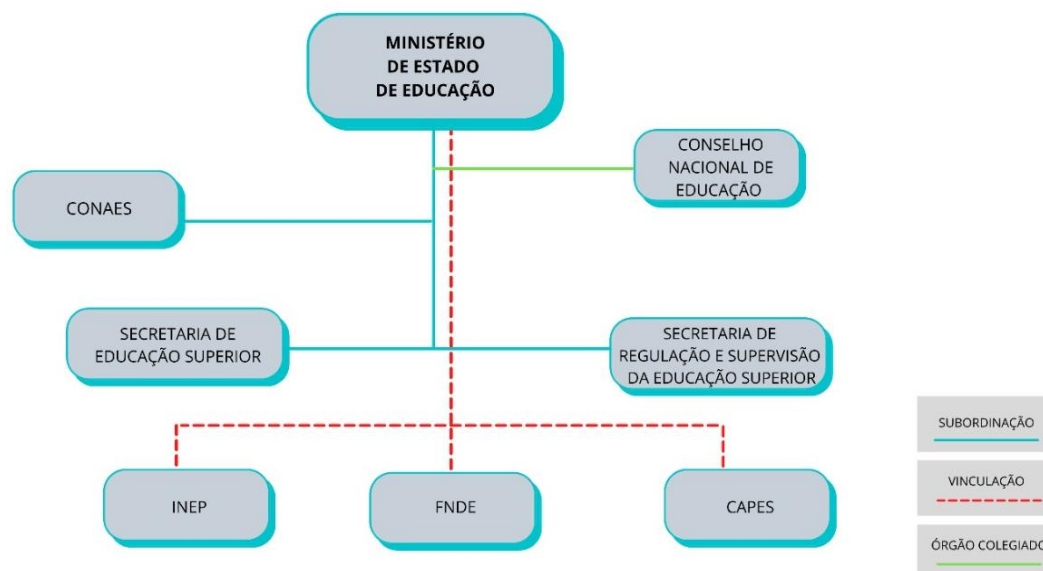 MINISTÉRIO
DE ESTADO
DE EDUCAÇÃO
CONSELHO
NACIONAL DE
EDUCAÇÃO
CONAES
SECRETARIA DE
EDUCAÇÃO SUPERIOR
SECRETARIA DE
REGULAÇÃO E SUPERVISÃO
DA EDUCAÇÃO SUPERIOR
INEP
FNDE
CAPES
SUBORDINAÇÃO
VINCULAÇÃO
ÓRGÃO COLEGIADO